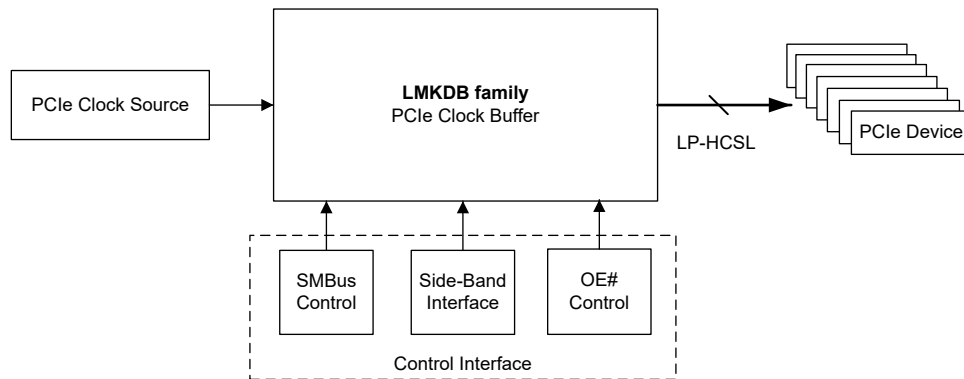 PCIe Clock Source
LMKDB family
PCIe Clock Buffer
LP-HCSL
PCIe Device
SMBus
Control
Side-Band
Interface
OE#
Control
Control Interface